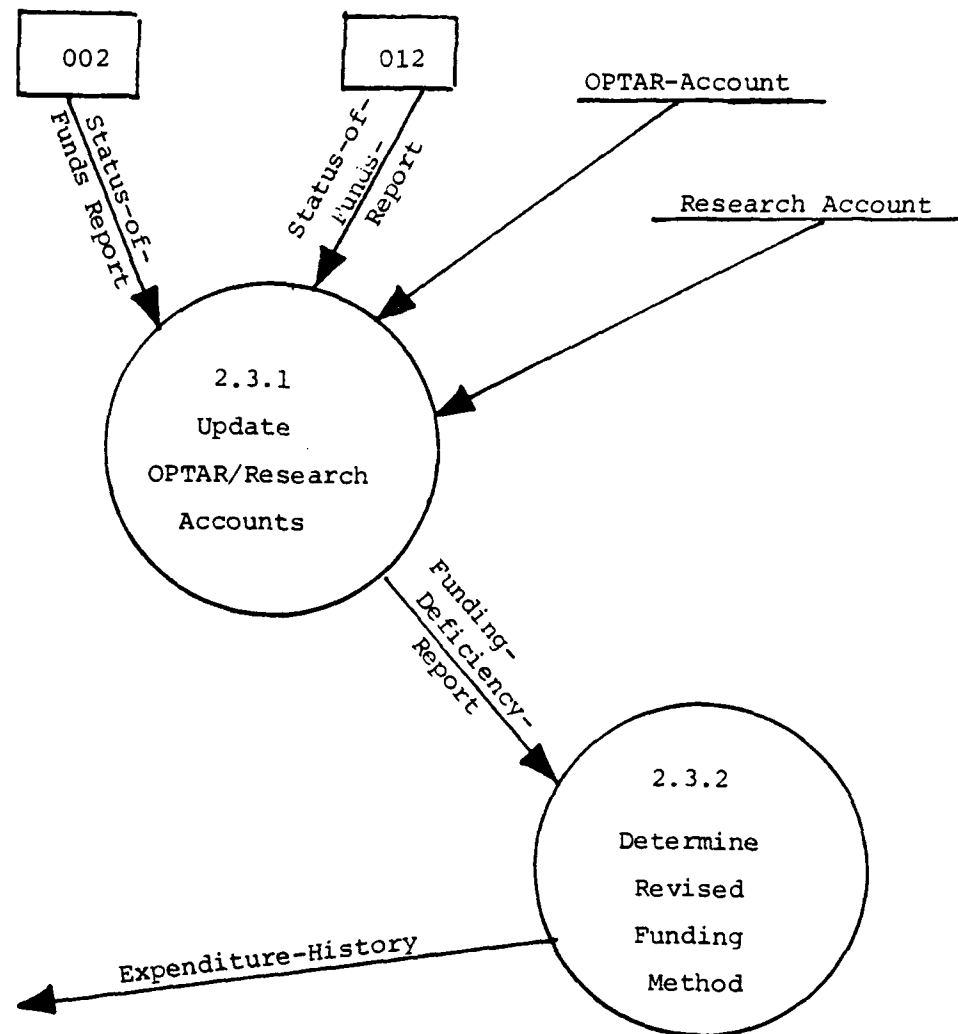 002
012
OPTAR-Account
Status-of-
Funds Report
Status-of-
Funds-
Report
Research Account
2.3.1
Update
OPTAR/Research
Accounts
Funding-
Deficiency-
Report
2.3.2
Determine
Revised
Funding
Method
Expenditure-History